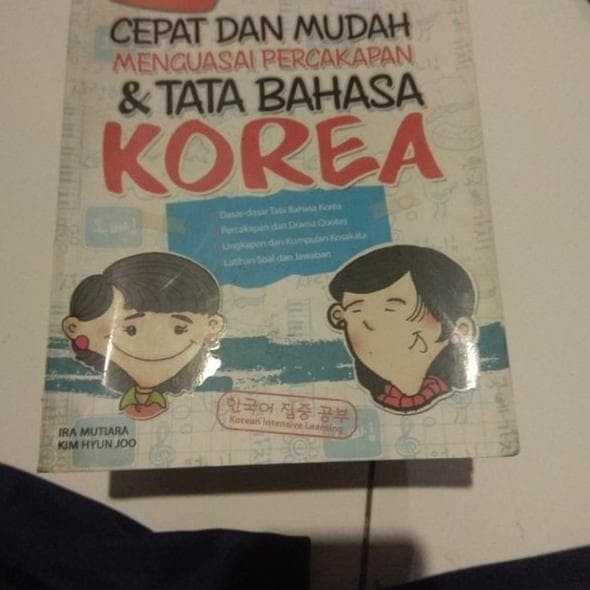 CEPAT DAN MUDAH
MENGUASAI PERCAKAPAN
& TATA BAHASA
KOREA
Dasar-dasar Tata Bahasa Korea
Percakapan dan Drama Quotes
Ungkapan dan Kumpulan Kosakata
Latihan Soal dan Jawaban
한국어 집중 공부
Korean Intensive Learning
IRA MUTIARA
KIM HYUN JOO